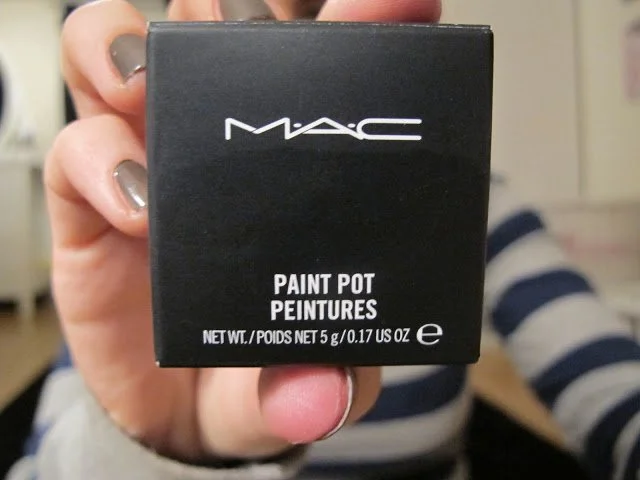 M·A·C
PAINT POT
PEINTURES
NET WT./POIDS NET 5 g/0.17 US OZ ℮